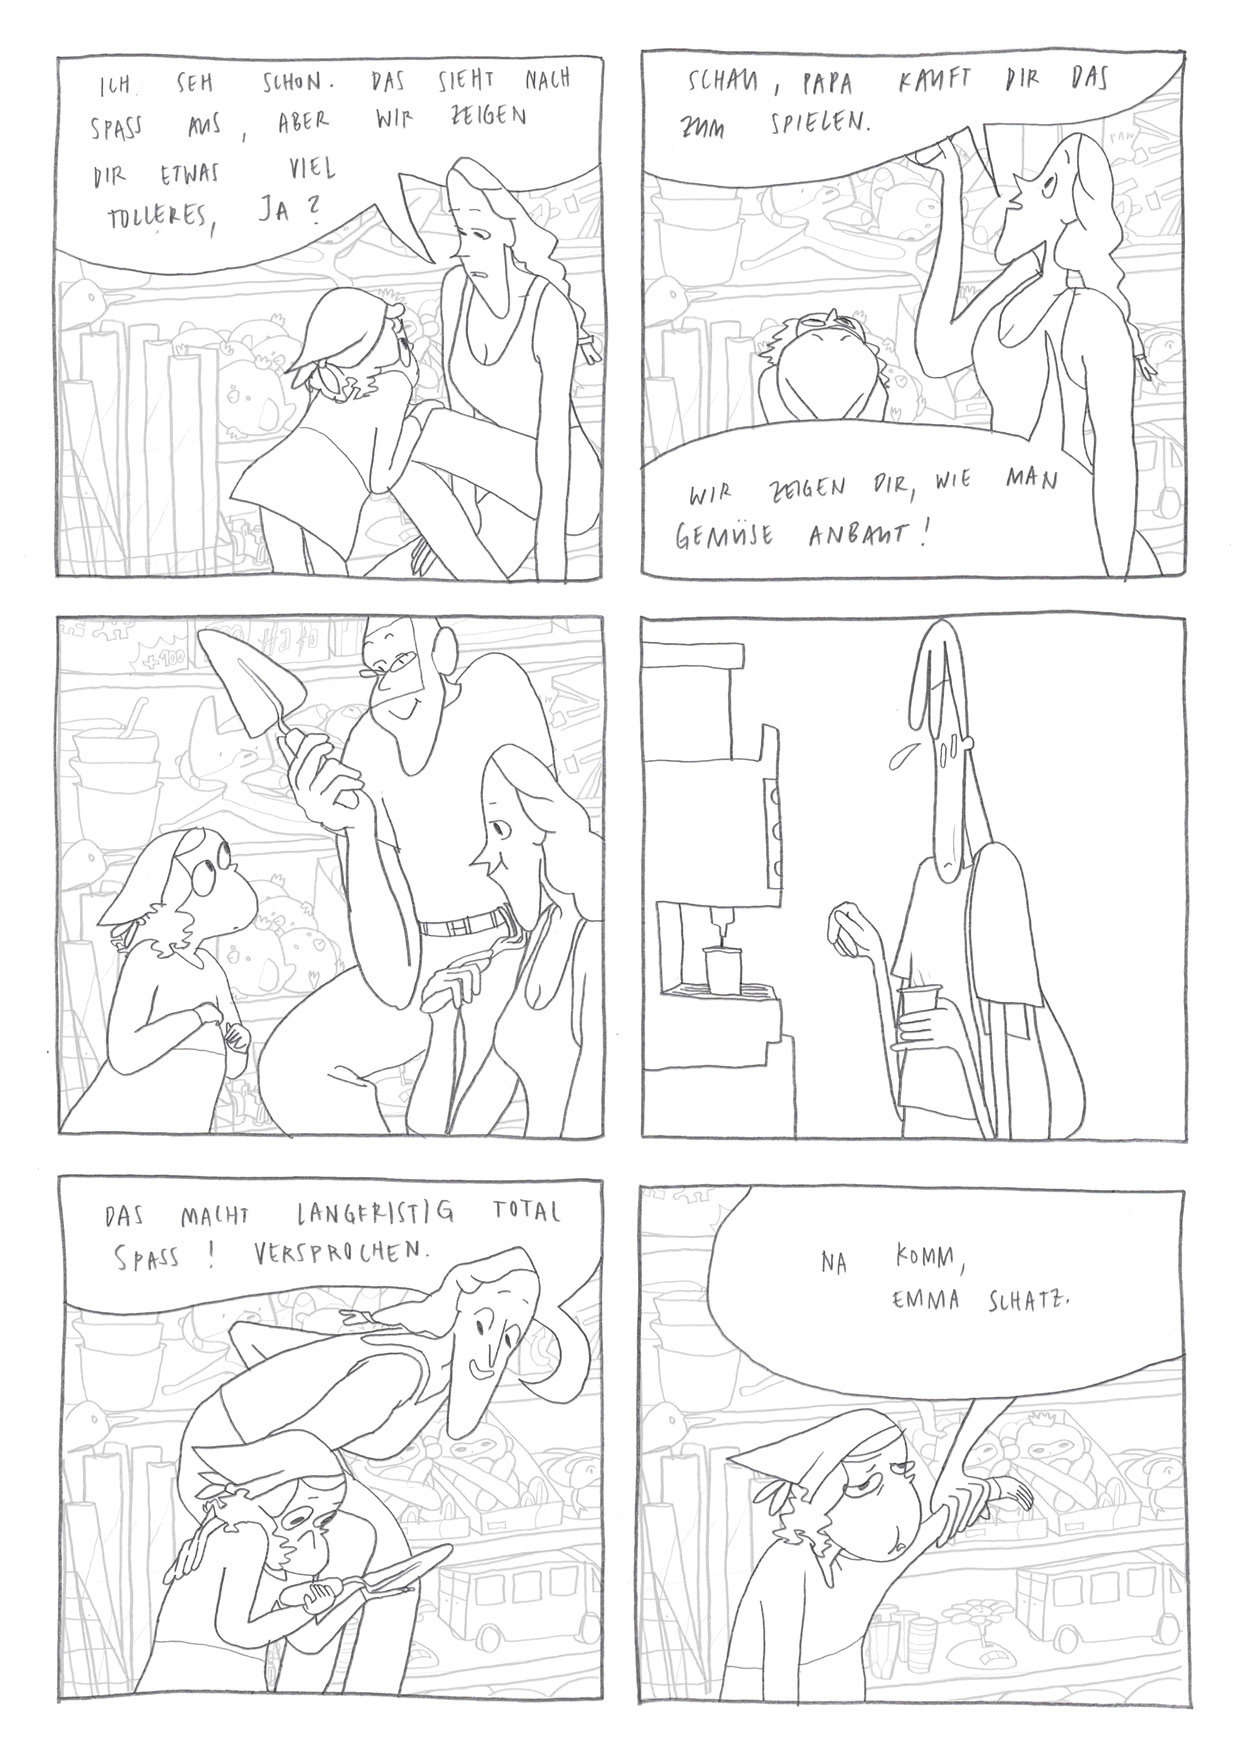 ICH SEH SCHON. DAS SIEHT NACH
SPASS AUS, ABER WIR ZEIGEN
DIR ETWAS VIEL
TOLLERES, JA?
SCHAU, PAPA KAUFT DIR DAS
ZUM SPIELEN.
WIR ZEIGEN DIR, WIE MAN
GEMÜSE ANBAUT!
+100
DAS MACHT LANGFRISTIG TOTAL
SPASS! VERSPROCHEN.
NA KOMM,
EMMA SCHATZ.